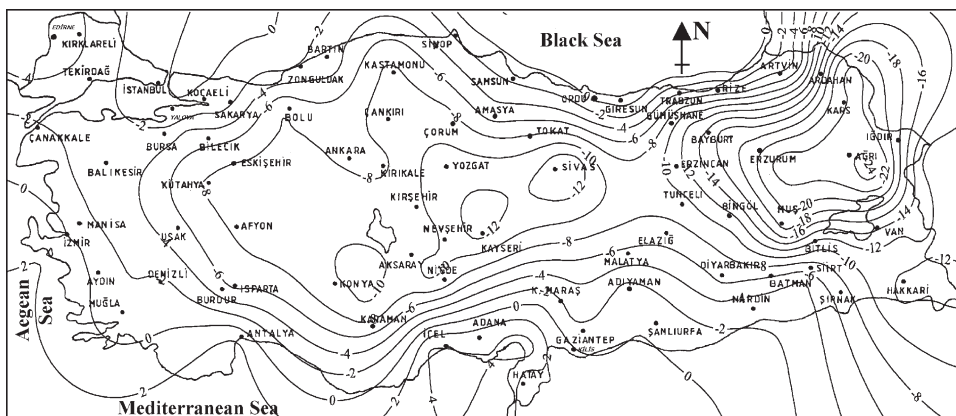 EDİRNE
KIRKLARELİ
TEKİRDAĞ
İSTANBUL
KOCAELİ
YALOVA
SAKARYA
ZONGULDAK
BARTIN
KASTAMONU
SİNOP
SAMSUN
Black Sea
N
ORDU
GİRESUN
TRABZON
RİZE
ARTVİN
ARDAHAN
KARS
IĞDIR
AĞRI
ÇANAKKALE
BURSA
BİLECİK
BOLU
ÇANKIRI
ÇORUM
AMASYA
TOKAT
GÜMÜŞHANE
BAYBURT
ERZİNCAN
ERZURUM
BALIKESİR
KÜTAHYA
ESKİŞEHİR
ANKARA
KIRIKALE
YOZGAT
SİVAS
TUNCELİ
BİNGÖL
MUŞ
KIRŞEHİR
MANİSA
İZMİR
UŞAK
AFYON
NEVŞEHİR
KAYSERİ
ELAZIĞ
BİTLİS
VAN
AKSARAY
NİĞDE
MALATYA
DİYARBAKIR
BATMAN
SİİRT
ŞIRNAK
HAKKARİ
AYDIN
DENİZLİ
BURDUR
ISPARTA
KONYA
K.MARAŞ
ADIYAMAN
MARDİN
MUĞLA
ANTALYA
KARAMAN
İÇEL
ADANA
GAZİANTEP
KİLİS
ŞANLIURFA
HATAY
Aegean
Sea
Mediterranean Sea